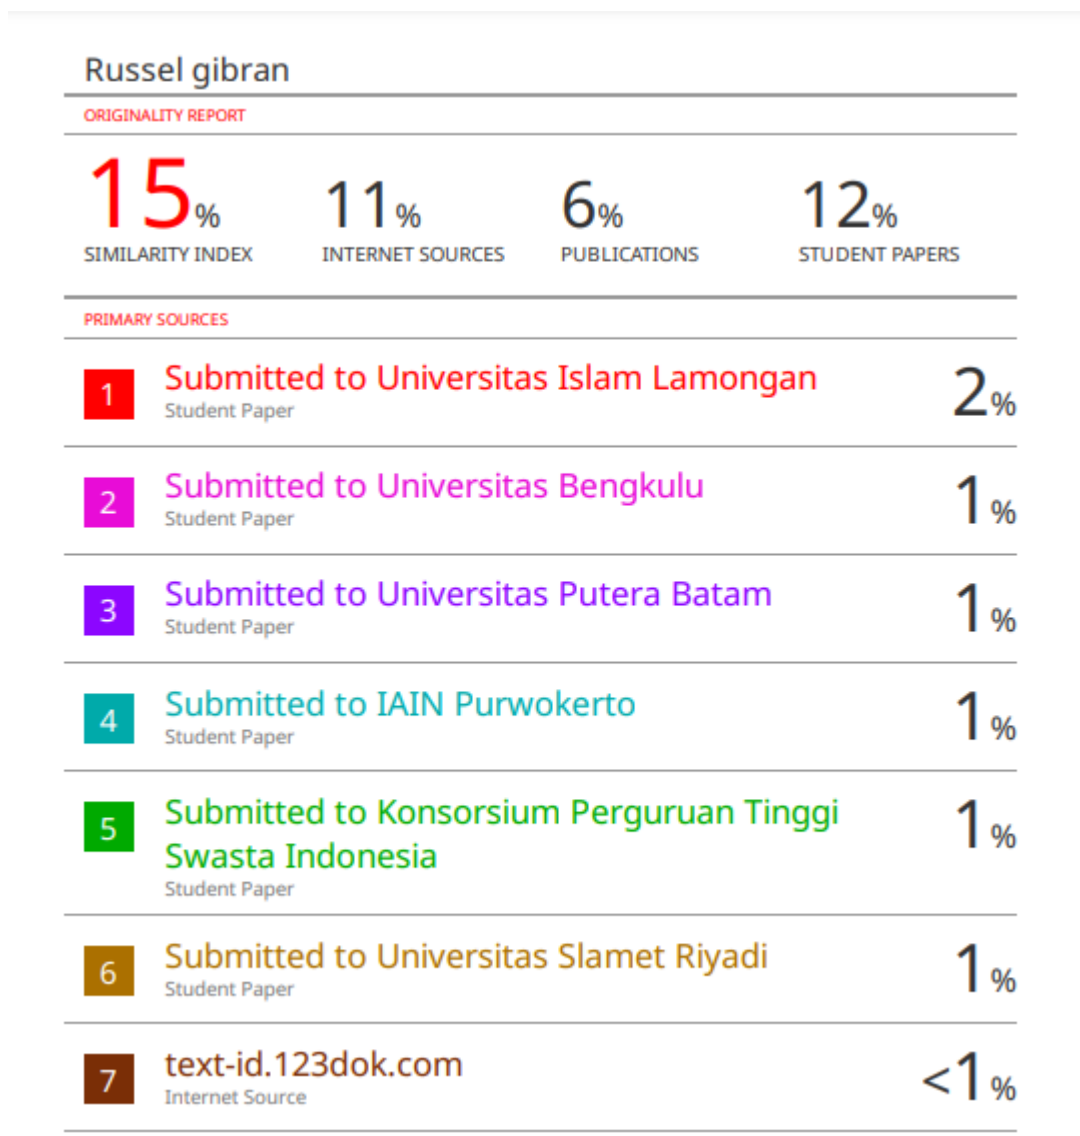 Russel gibran
ORIGINALITY REPORT
15% 11% 6% 12%
SIMILARITY INDEX INTERNET SOURCES PUBLICATIONS STUDENT PAPERS
PRIMARY SOURCES
1 Submitted to Universitas Islam Lamongan 2%
Student Paper
2 Submitted to Universitas Bengkulu 1%
Student Paper
3 Submitted to Universitas Putera Batam 1%
Student Paper
4 Submitted to IAIN Purwokerto 1%
Student Paper
5 Submitted to Konsorsium Perguruan Tinggi 1%
Swasta Indonesia
Student Paper
6 Submitted to Universitas Slamet Riyadi 1%
Student Paper
7 text-id.123dok.com <1%
Internet Source